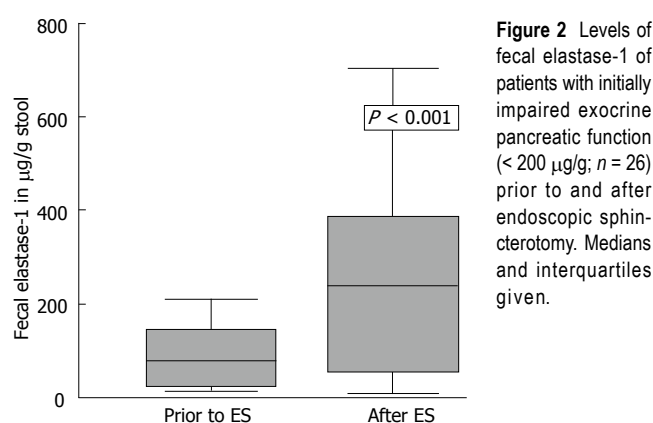 800
600
400
200
0
Fecal elastase-1 in µg/g stool
P < 0.001
Prior to ES
After ES
Figure 2 Levels of
fecal elastase-1 of
patients with initially
impaired exocrine
pancreatic function
(< 200 µg/g; n = 26)
prior to and after
endoscopic sphin-
cterotomy. Medians
and interquartiles
given.